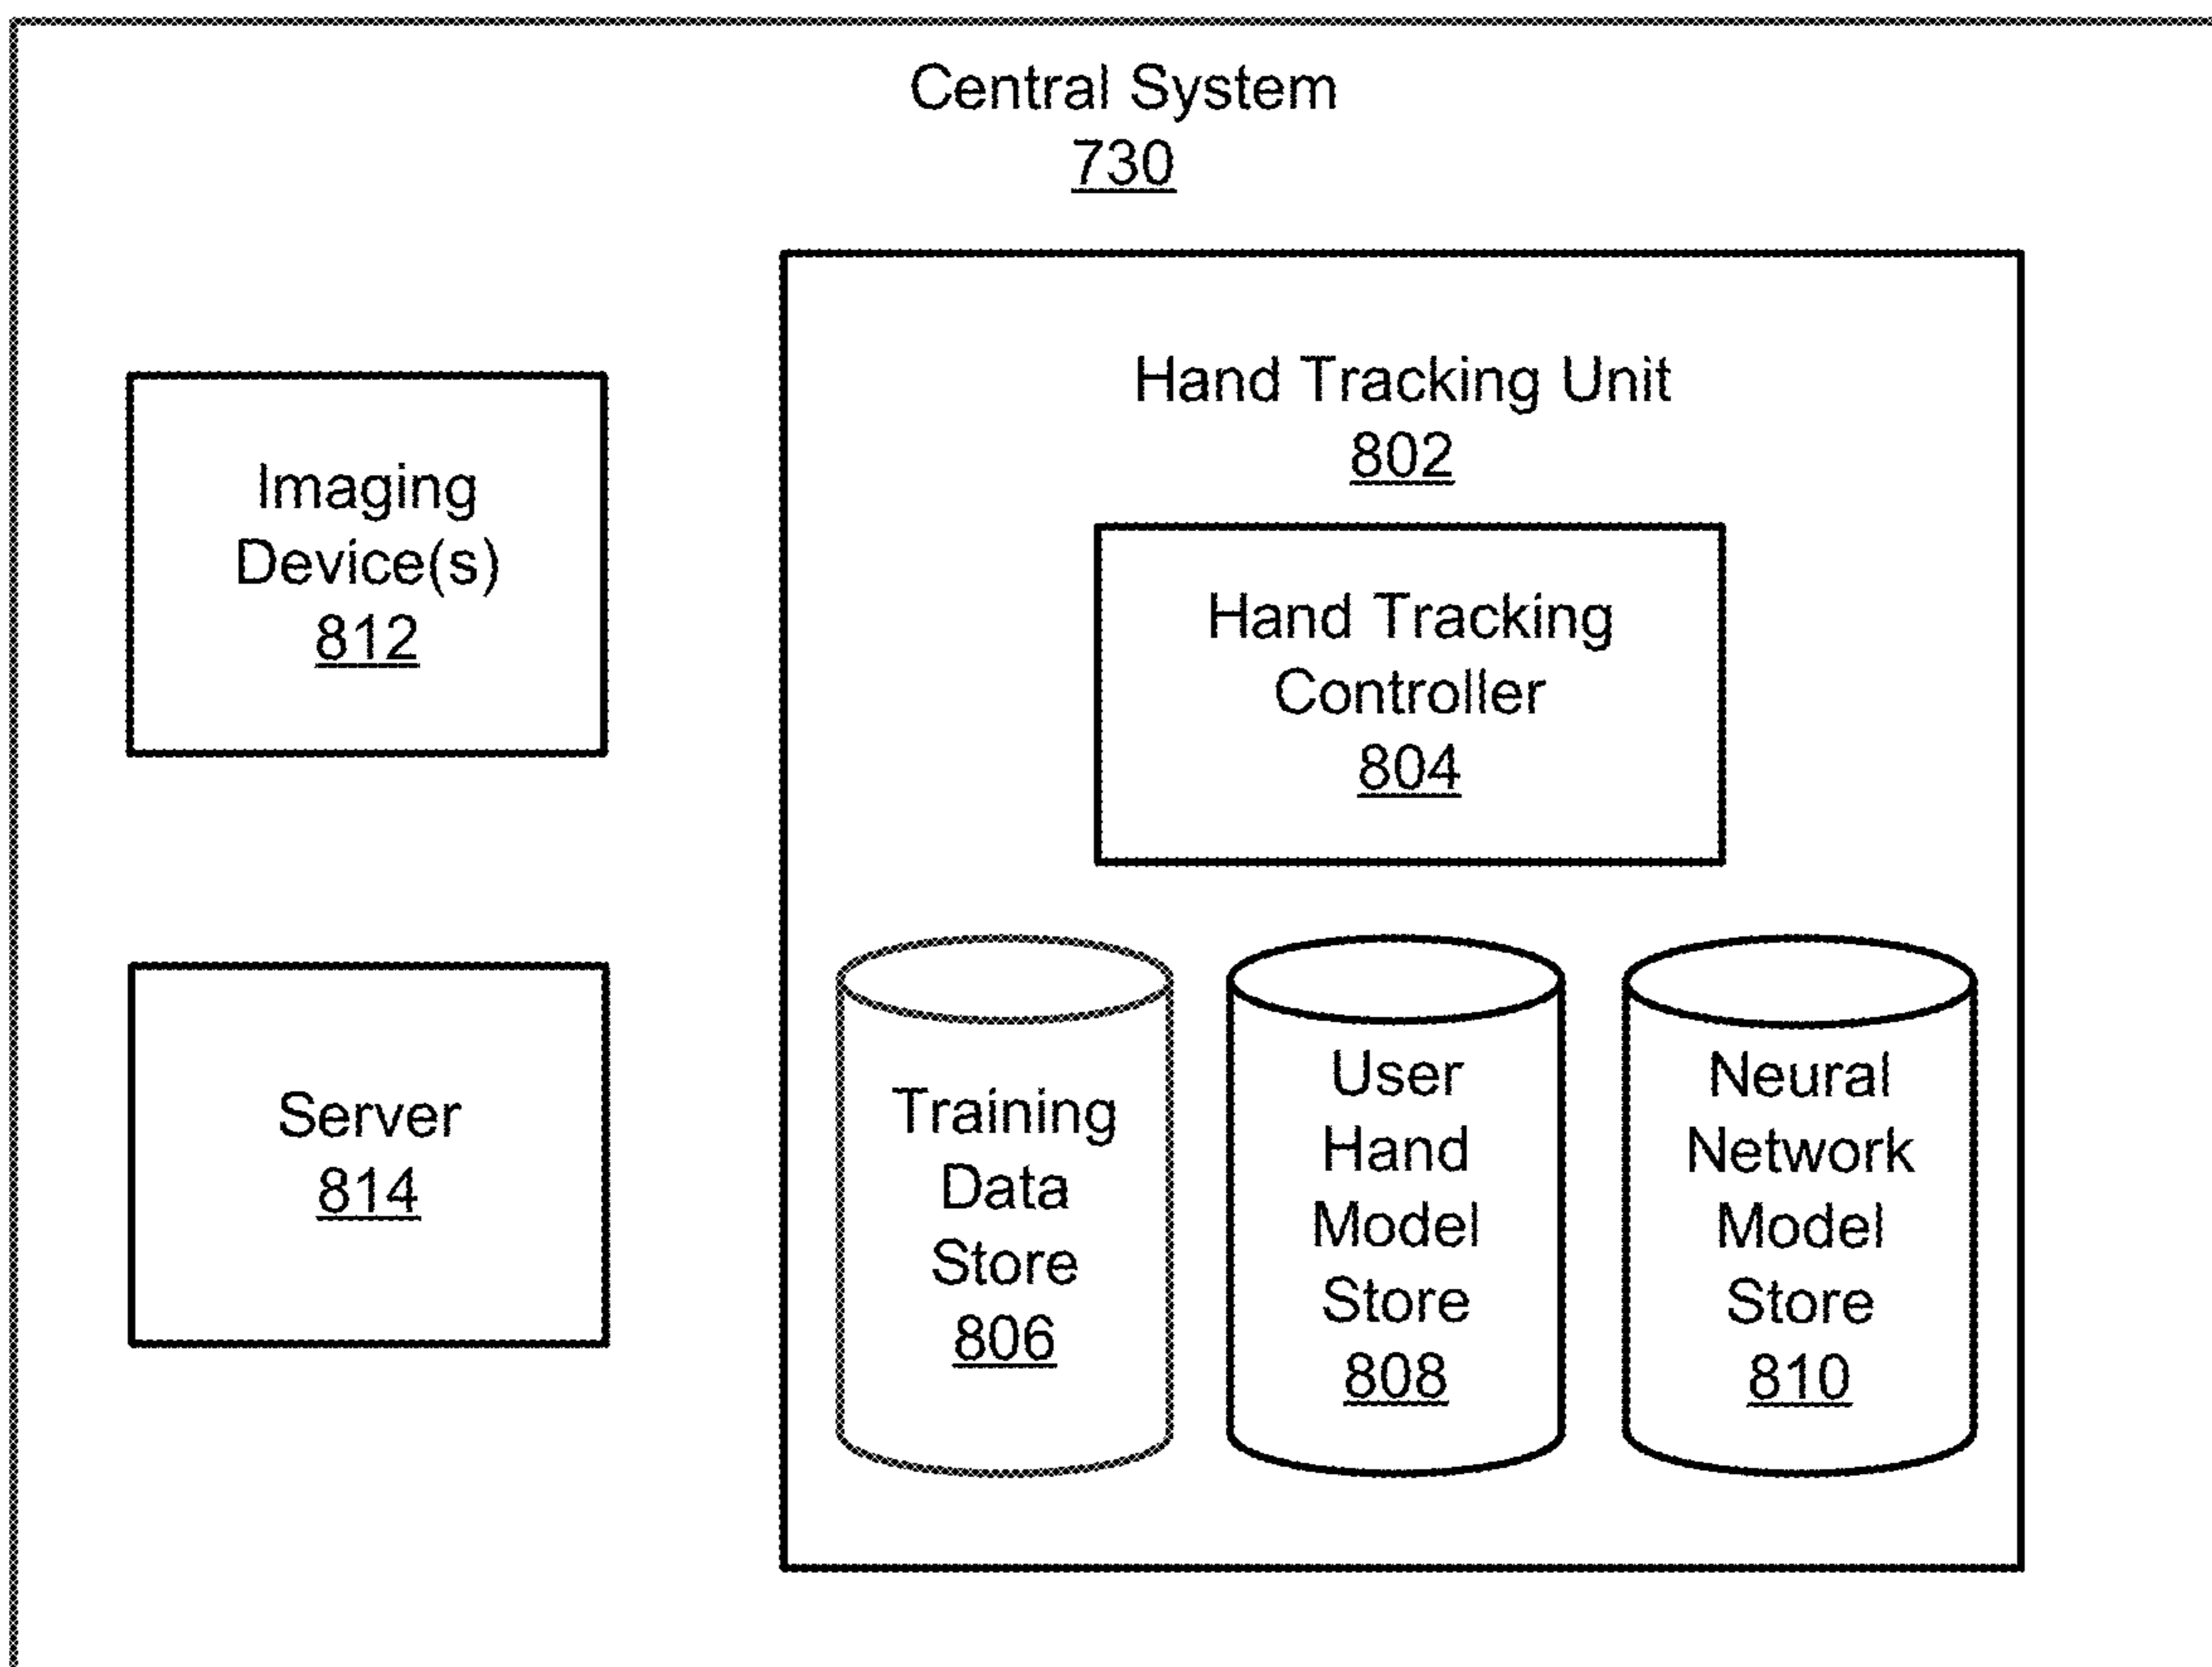 Central System
730
Hand Tracking Unit
802
Imaging
Device(s)
812
Hand Tracking
Controller
804
Server
814
Training
Data
Store
806
User
Hand
Model
Store
808
Neural
Network
Model
Store
810